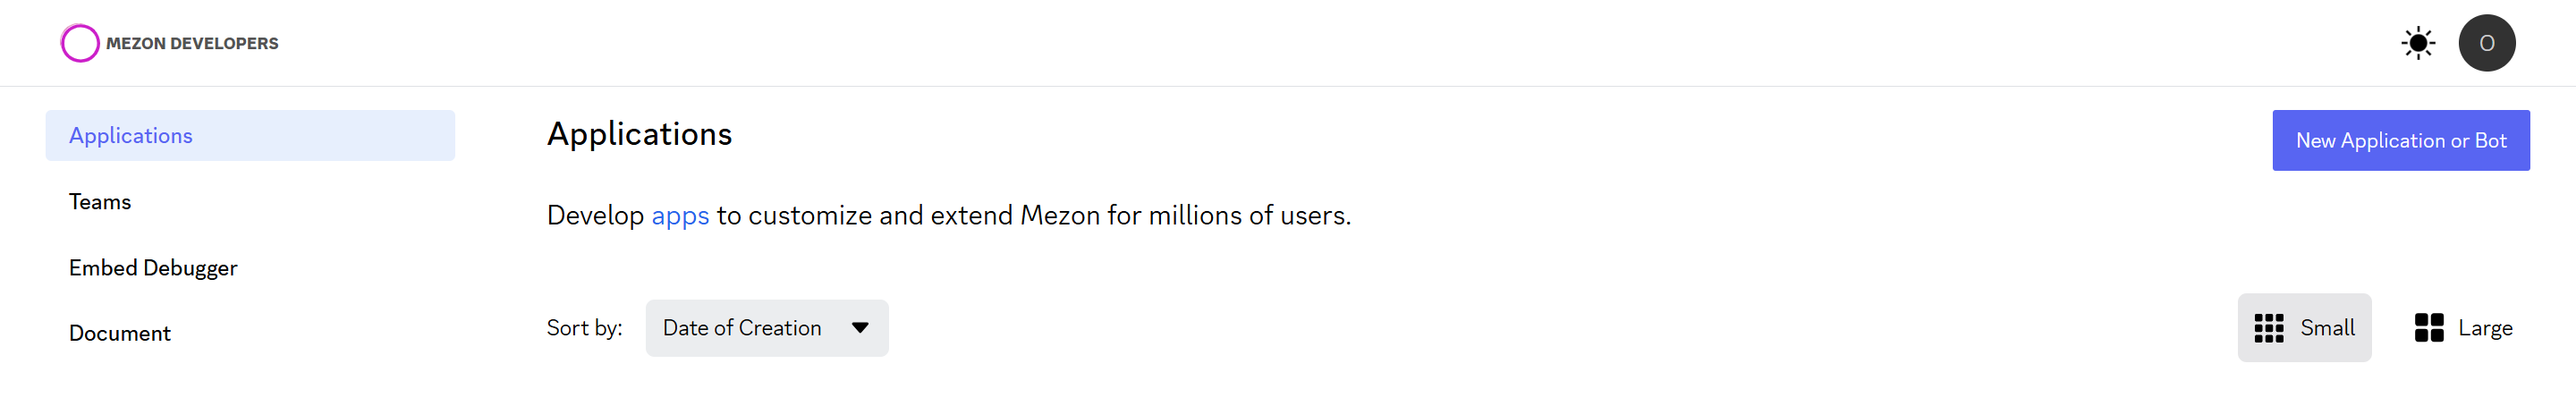 MEZON DEVELOPERS
O
Applications
Teams
Embed Debugger
Document
Applications
New Application or Bot
Develop apps to customize and extend Mezon for millions of users.
Sort by:
Date of Creation
Small
Large